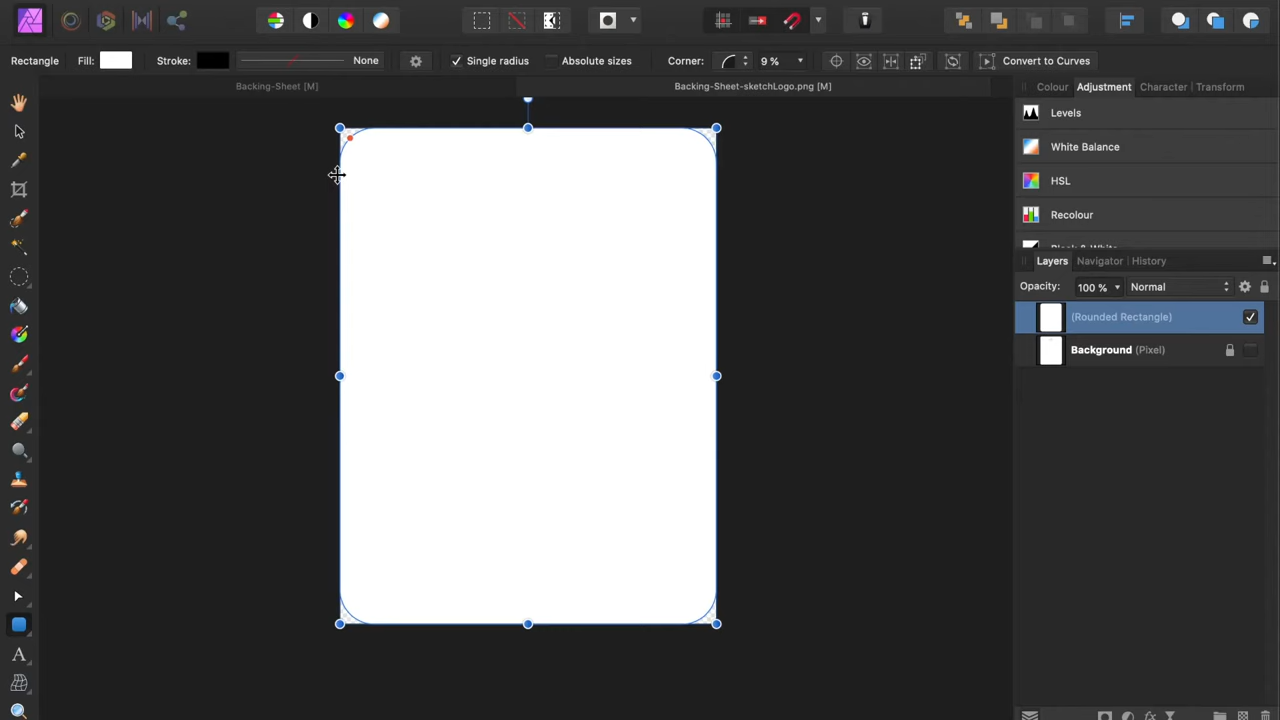 Rectangle Fill: Stroke: None Single radius Absolute sizes Corner: 9 % Convert to Curves
Backing-Sheet [M] Backing-Sheet-sketchLogo.png [M]
Colour Adjustment Character Transform
Levels
White Balance
HSL
Recolour
Black & White
Layers Navigator History
Opacity: 100 % Normal
(Rounded Rectangle)
Background (Pixel)
A